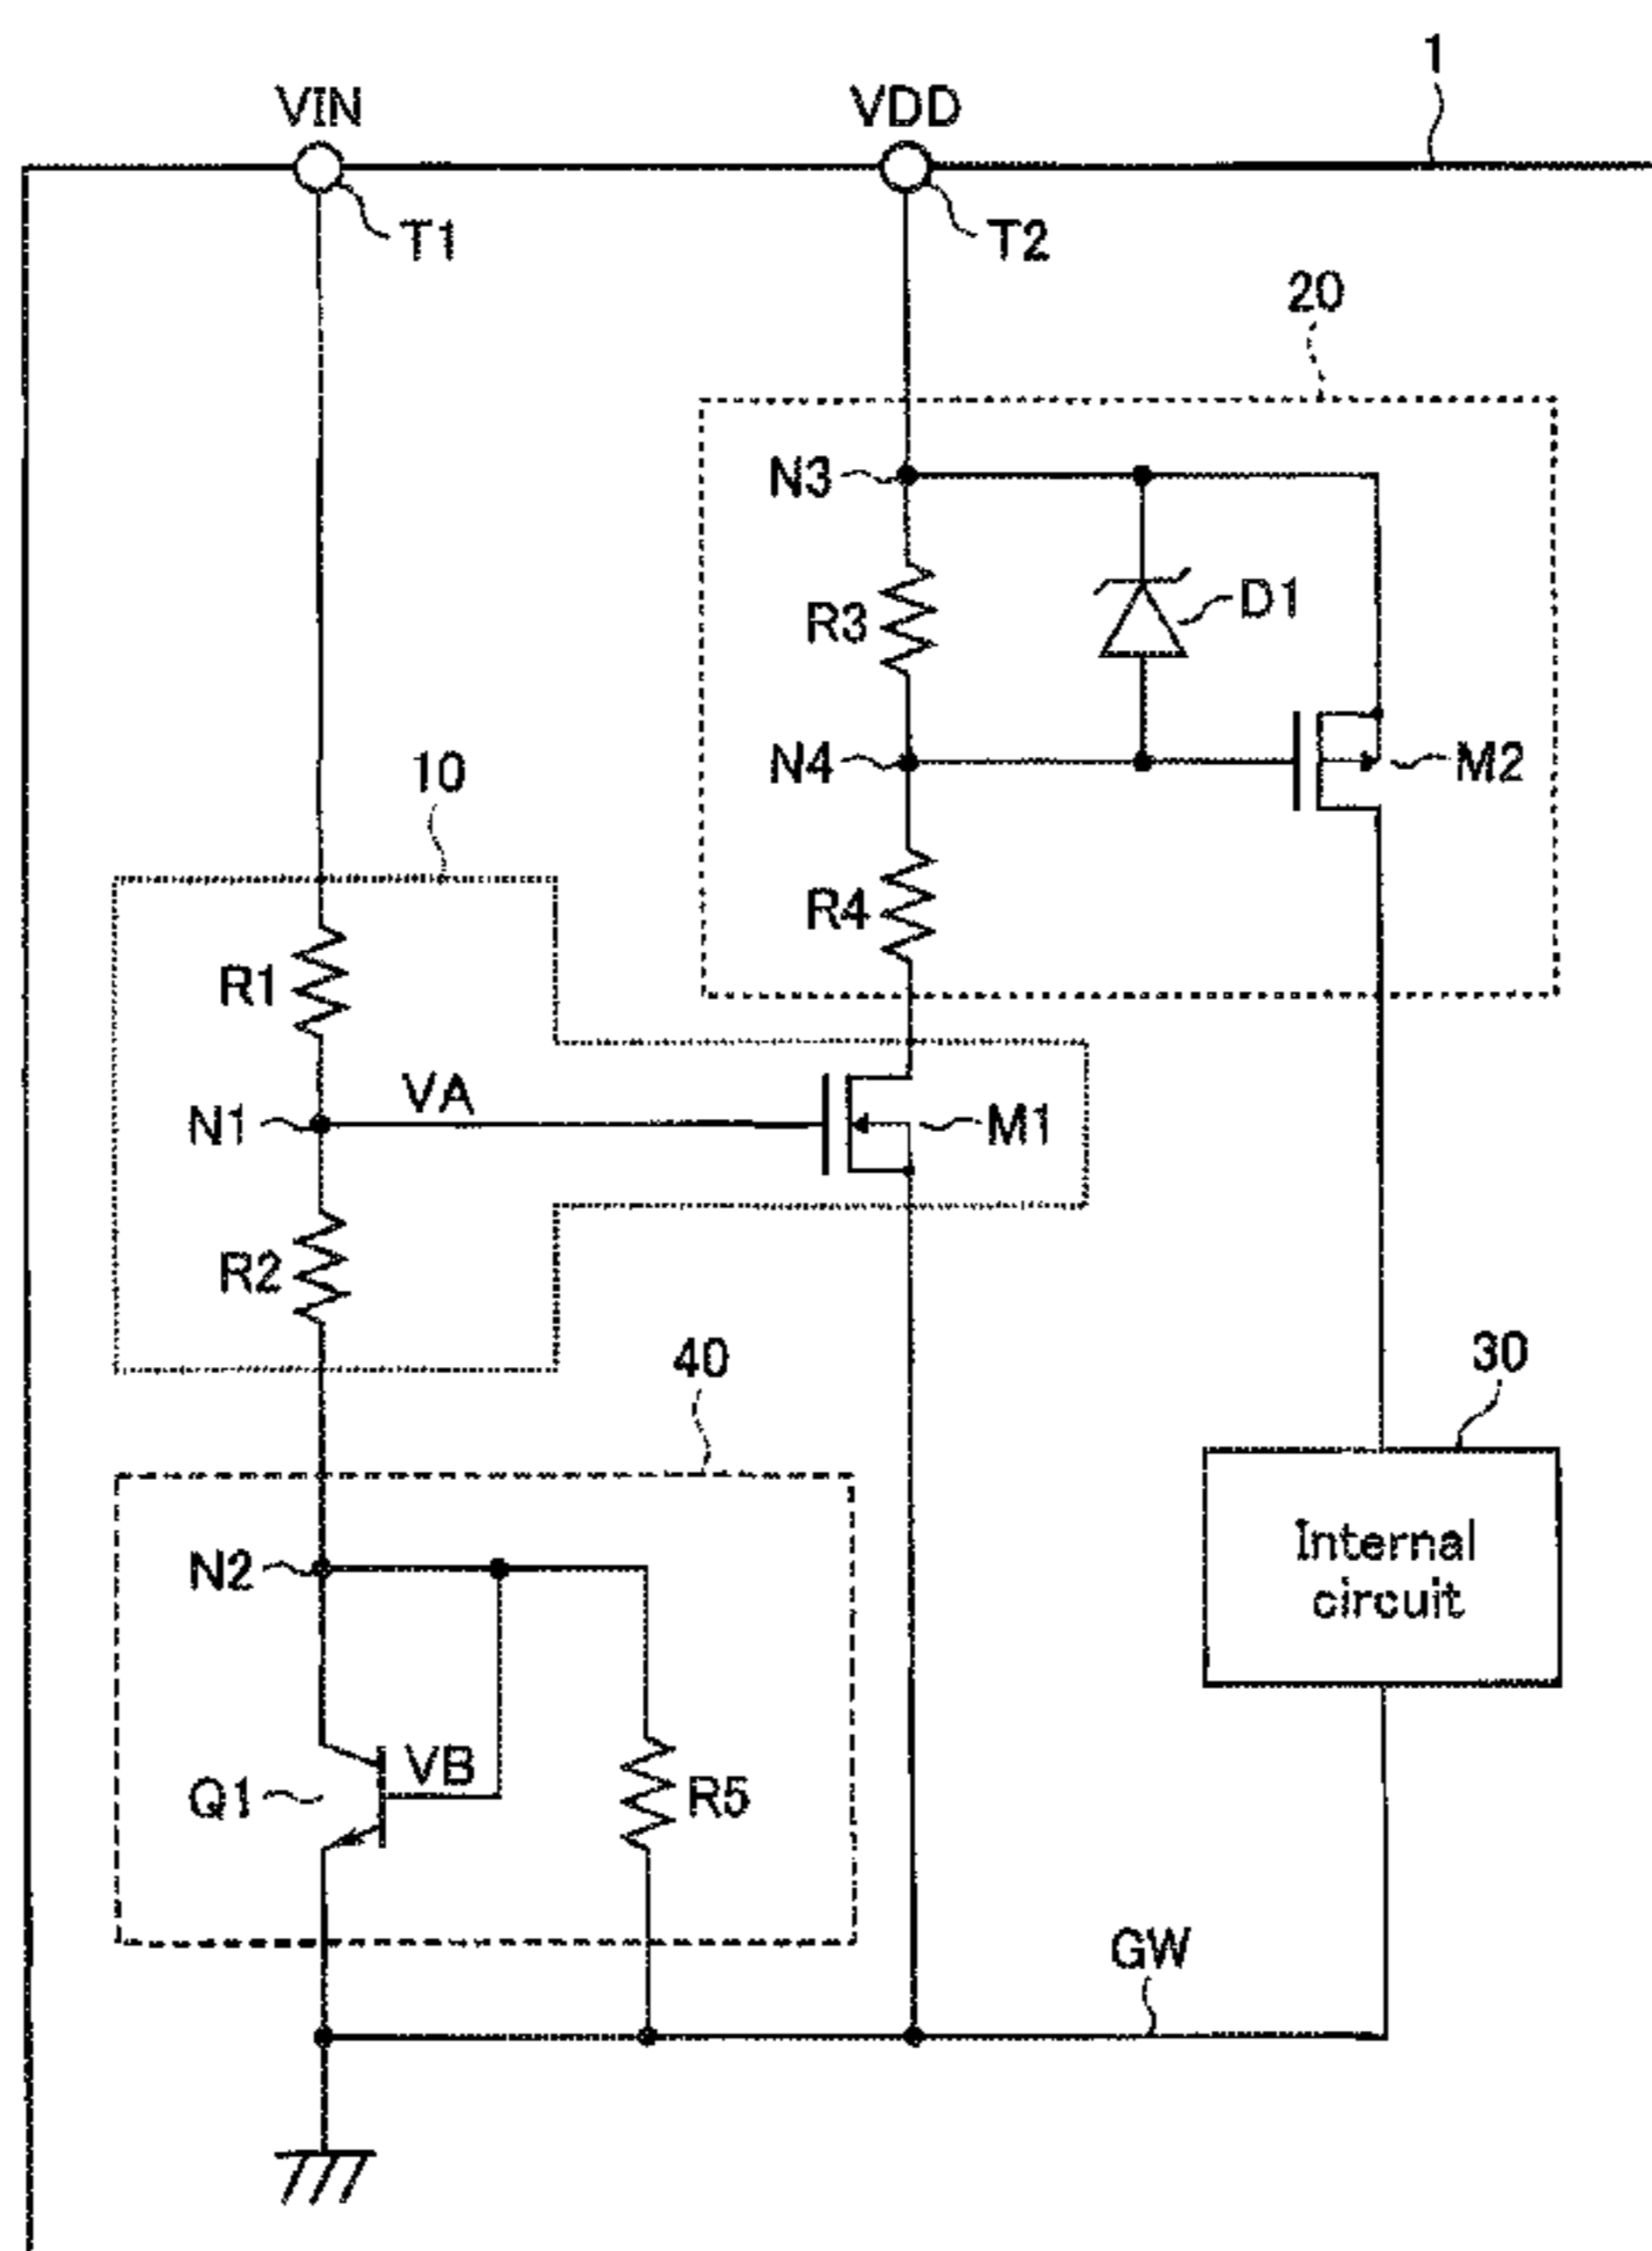 1
VIN
VDD
T1
T2
20
N3
R3
D1
N4
M2
10
R4
R1
VA
N1
M1
R2
40
30
Internal
circuit
N2
VB
Q1
R5
GW